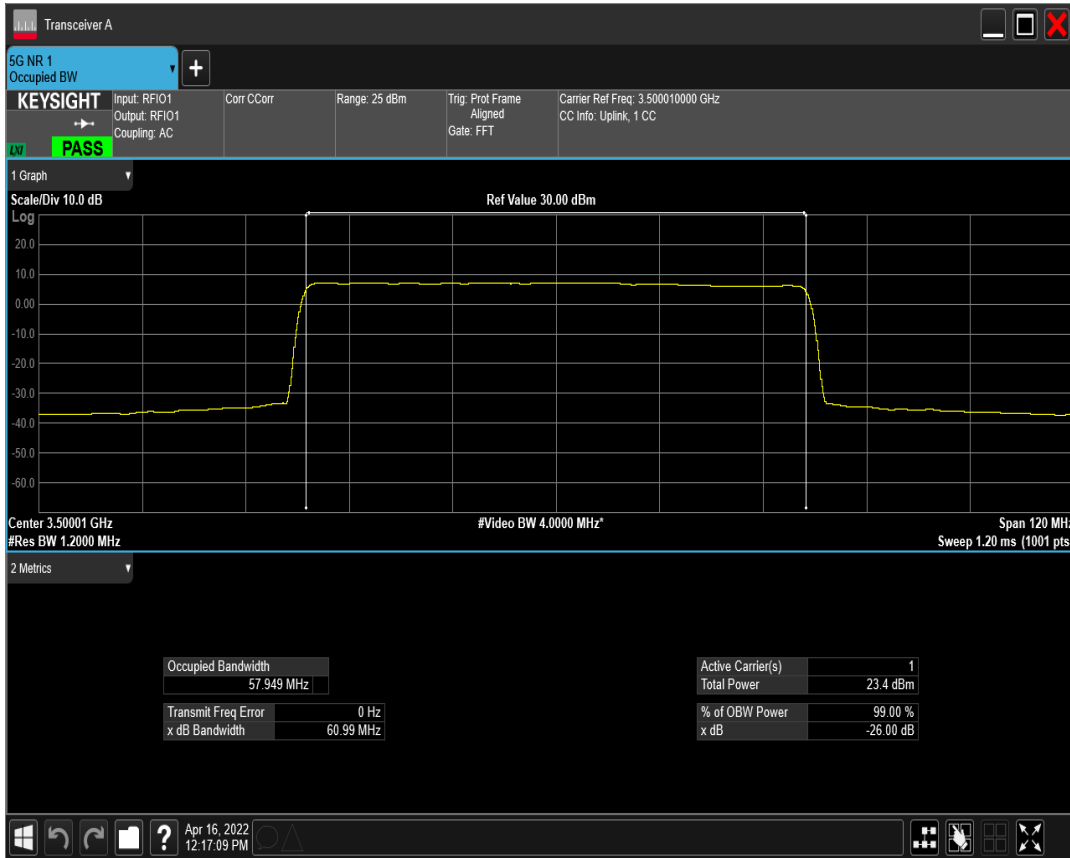 Transceiver A
5G NR 1
Occupied BW
+
KEYSIGHT
Input: RFIO1
Output: RFIO1
Coupling: AC
Corr CCorr
Range: 25 dBm
Trig: Prot Frame
Aligned
Gate: FFT
Carrier Ref Freq: 3.500010000 GHz
CC Info: Uplink, 1 CC
LXI
PASS
1 Graph
Scale/Div 10.0 dB
Ref Value 30.00 dBm
Log
20.0
10.0
0.00
-10.0
-20.0
-30.0
-40.0
-50.0
-60.0
Center 3.50001 GHz
#Video BW 4.0000 MHz*
Span 120 MHz
#Res BW 1.2000 MHz
Sweep 1.20 ms (1001 pts
2 Metrics
Occupied Bandwidth
57.949 MHz
Transmit Freq Error 0 Hz
x dB Bandwidth 60.99 MHz
Active Carrier(s) 1
Total Power 23.4 dBm
% of OBW Power 99.00 %
x dB -26.00 dB
?
Apr 16, 2022
12:17:09 PM